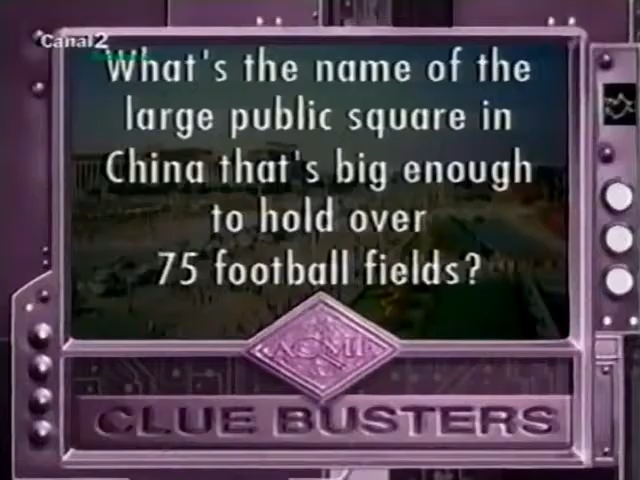 Canal2
What's the name of the
large public square in
China that's big enough
to hold over
75 football fields?
ACME
CLUE BUSTERS